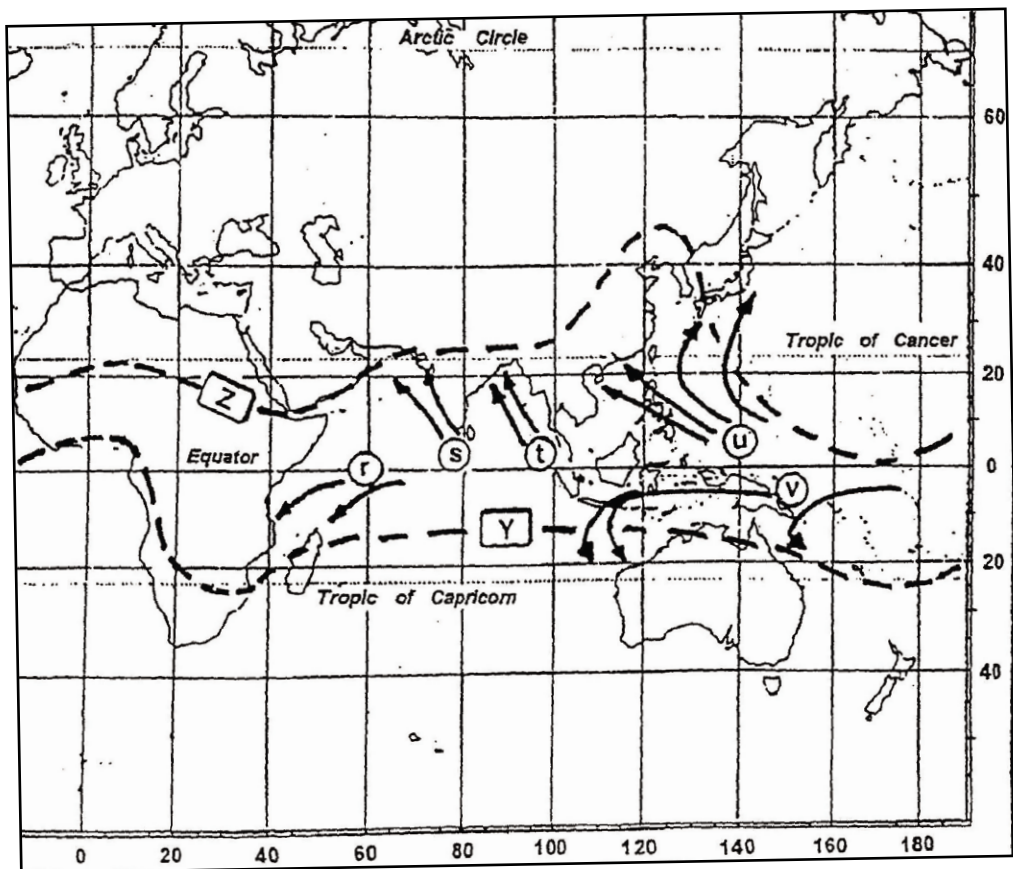 Arctic Circle
60
40
Tropic of Cancer
20
Z
Equator
r
s
t
u
0
v
Y
20
Tropic of Capricorn
40
0 20 40 60 80 100 120 140 160 180